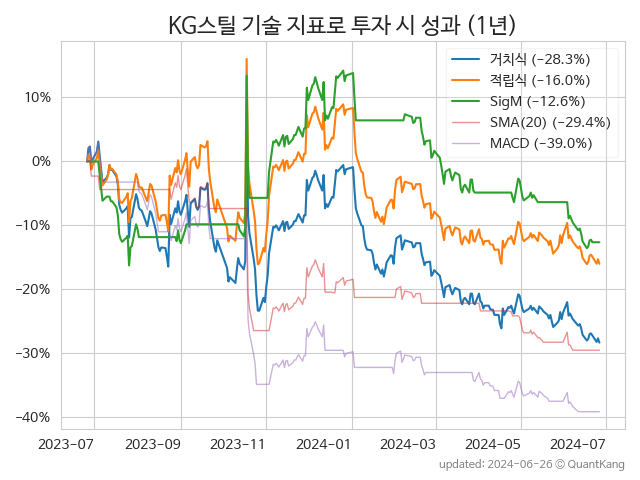 KG스틸 기술 지표로 투자 시 성과 (1년)
거치식 (−28.3%)
적립식 (−16.0%)
SigM (−12.6%)
SMA(20) (−29.4%)
MACD (−39.0%)
10%
0%
−10%
−20%
−30%
−40%
2023-07 2023-09 2023-11 2024-01 2024-03 2024-05 2024-07
updated: 2024-06-26 ⓒ QuantKang